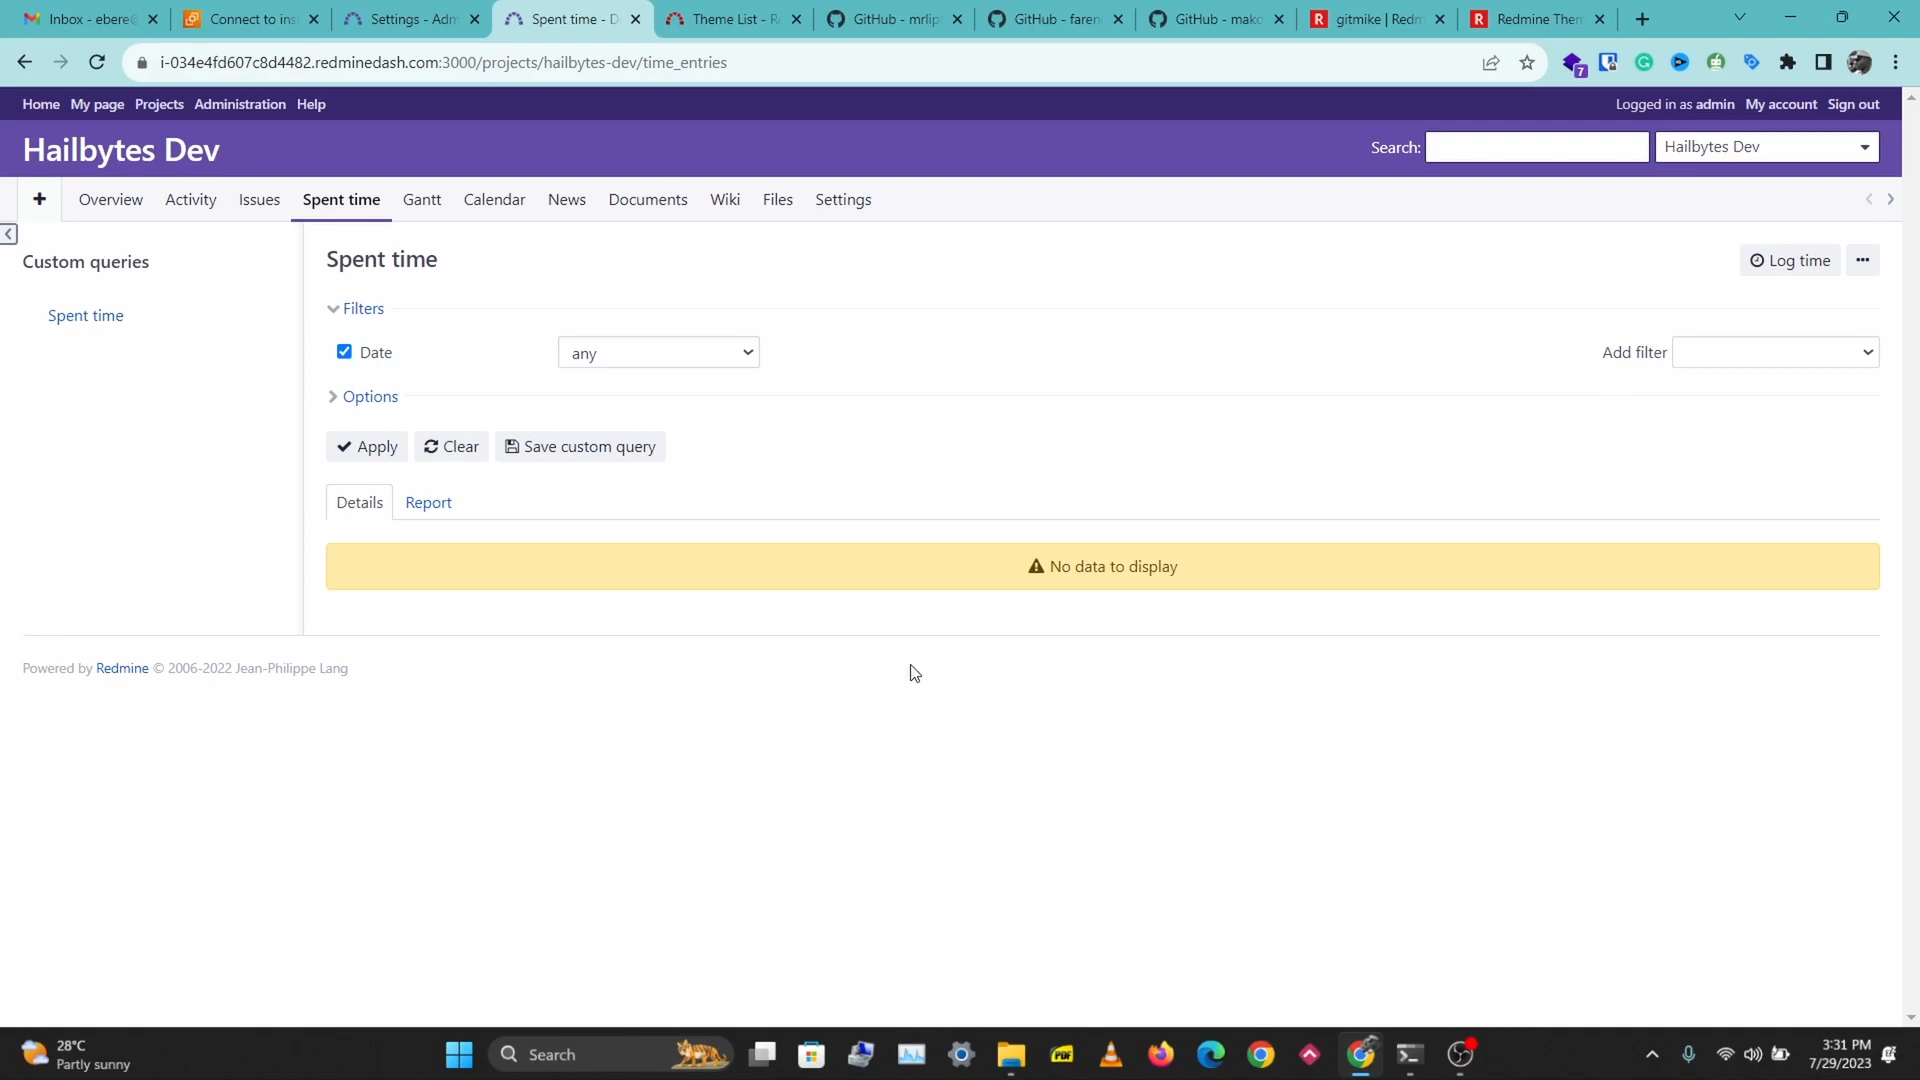 Inbox - ebere@
Connect to ins
Settings - Adm
Spent time - D
Theme List - R
GitHub - mrlip
GitHub - faren
GitHub - mako
gitmike | Redm
Redmine Them
i-034e4fd607c8d4482.redminedash.com:3000/projects/hailbytes-dev/time_entries
7
Home My page Projects Administration Help
Logged in as admin My account Sign out
Hailbytes Dev
Search:
Hailbytes Dev
+ Overview Activity Issues Spent time Gantt Calendar News Documents Wiki Files Settings
Custom queries
Spent time
Spent time
Log time
Filters
Date
any
Add filter
Options
Apply
Clear
Save custom query
Details
Report
No data to display
Powered by Redmine © 2006-2022 Jean-Philippe Lang
28°C
Partly sunny
Search
PDF
3:31 PM
7/29/2023